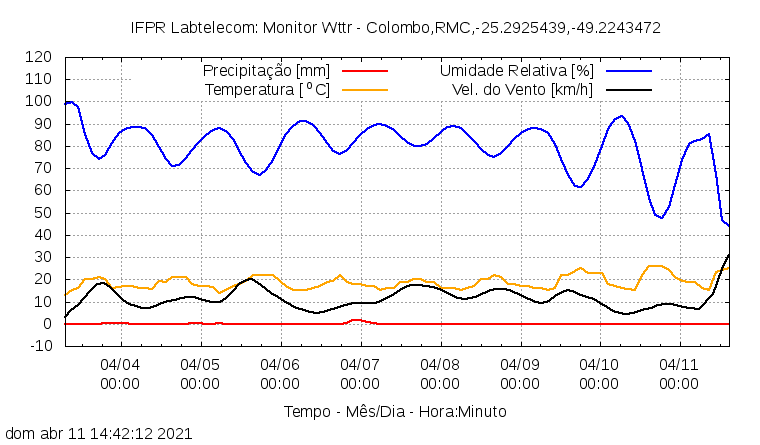 IFPR Labtelecom: Monitor Wttr - Colombo,RMC,-25.2925439,-49.2243472
Precipitação [mm] Umidade Relativa [%]
Temperatura [⁰C] Vel. do Vento [km/h]
120
110
100
90
80
70
60
50
40
30
20
10
0
-10
04/04 04/05 04/06 04/07 04/08 04/09 04/10 04/11
00:00 00:00 00:00 00:00 00:00 00:00 00:00 00:00
Tempo - Mês/Dia - Hora:Minuto
dom abr 11 14:42:12 2021